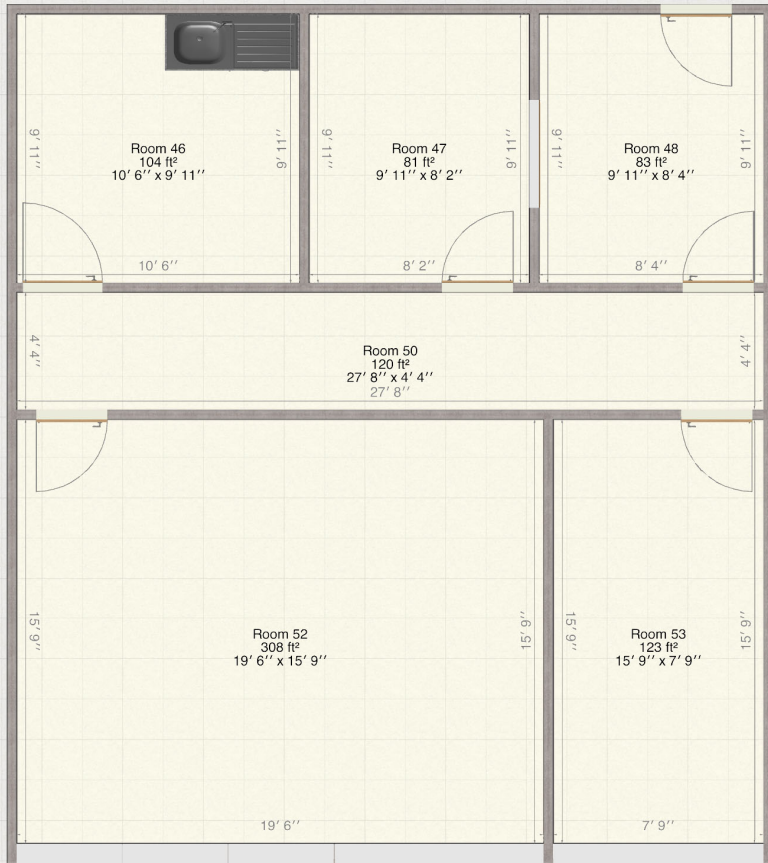 9′ 11′′
Room 46
104 ft²
10′ 6′′ x 9′ 11′′
9′ 11′′
10′ 6′′
9′ 11′′
Room 47
81 ft²
9′ 11′′ x 8′ 2′′
9′ 11′′
8′ 2′′
9′ 11′′
Room 48
83 ft²
9′ 11′′ x 8′ 4′′
9′ 11′′
8′ 4′′
4′ 4′′
Room 50
120 ft²
27′ 8′′ x 4′ 4′′
27′ 8′′
4′ 4′′
15′ 9′′
Room 52
308 ft²
19′ 6′′ x 15′ 9′′
15′ 9′′
19′ 6′′
15′ 9′′
Room 53
123 ft²
15′ 9′′ x 7′ 9′′
15′ 9′′
7′ 9′′